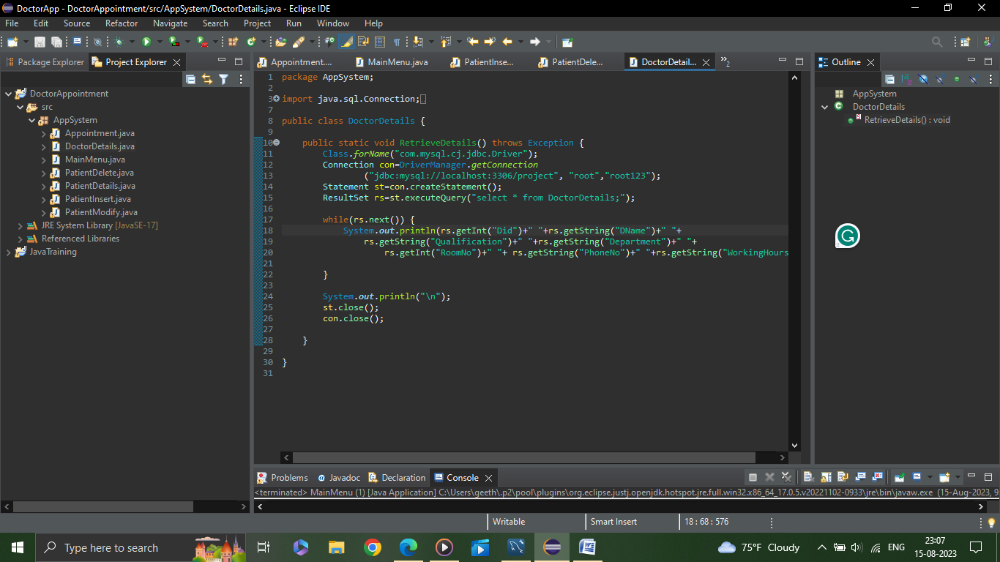 DoctorApp - DoctorAppointment/src/AppSystem/DoctorDetails.java - Eclipse IDE
File Edit Source Refactor Navigate Search Project Run Window Help
Package Explorer Project Explorer
DoctorAppointment
src
AppSystem
Appointment.java
DoctorDetails.java
MainMenu.java
PatientDelete.java
PatientDetails.java
PatientInsert.java
PatientModify.java
JRE System Library [JavaSE-17]
Referenced Libraries
JavaTraining
Appointment.... MainMenu.java PatientInse... PatientDele... DoctorDetail... »2
1 package AppSystem;
2
3 import java.sql.Connection;
7
8 public class DoctorDetails {
9
10 public static void RetrieveDetails() throws Exception {
11 Class.forName("com.mysql.cj.jdbc.Driver");
12 Connection con=DriverManager.getConnection
13 ("jdbc:mysql://localhost:3306/project", "root","root123");
14 Statement st=con.createStatement();
15 ResultSet rs=st.executeQuery("select * from DoctorDetails;");
16
17 while(rs.next()) {
18 System.out.println(rs.getInt("Did")+" "+rs.getString("DName")+" "+
19 rs.getString("Qualification")+" "+rs.getString("Department")+" "+
20 rs.getInt("RoomNo")+" "+ rs.getString("PhoneNo")+" "+rs.getString("WorkingHours
21
22 }
23
24 System.out.println("\n");
25 st.close();
26 con.close();
27
28 }
29
30 }
31
Outline
AppSystem
DoctorDetails
RetrieveDetails() : void
Problems Javadoc Declaration Console
<terminated> MainMenu (1) [Java Application] C:\Users\geeth\.p2\pool\plugins\org.eclipse.justj.openjdk.hotspot.jre.full.win32.x86_64_17.0.5.v20221102-0933\jre\bin\javaw.exe (15-Aug-2023, 9
Writable Smart Insert 18 : 68 : 576
Type here to search
75°F Cloudy
ENG
23:07
15-08-2023